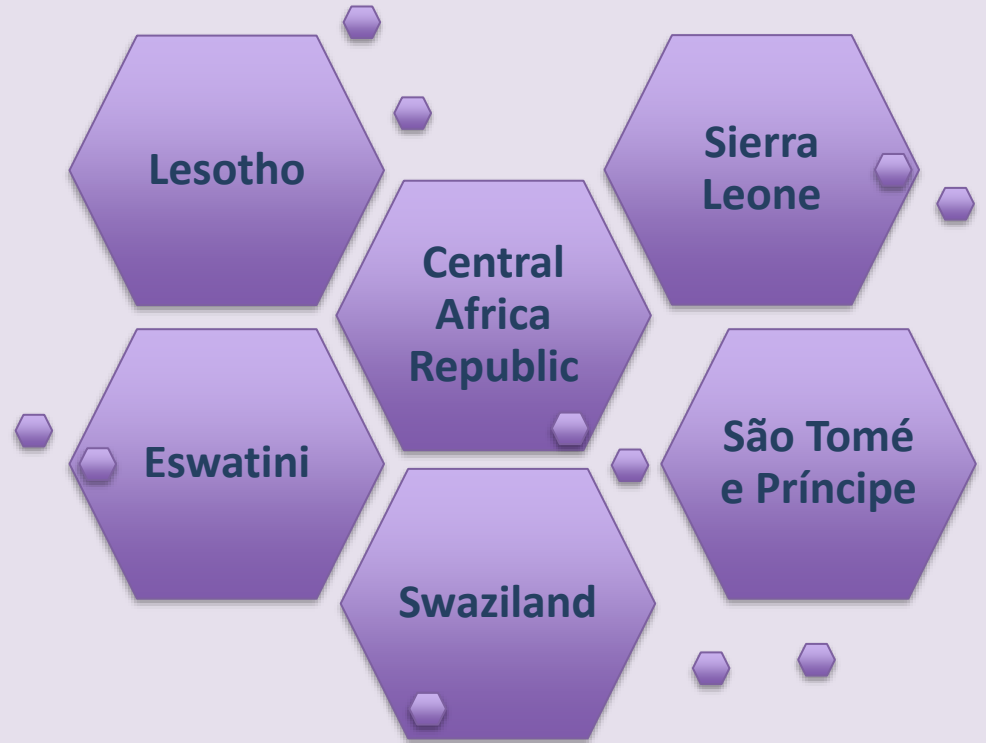 Lesotho
Sierra
Leone
Central
Africa
Republic
Eswatini
São Tomé
e Príncipe
Swaziland